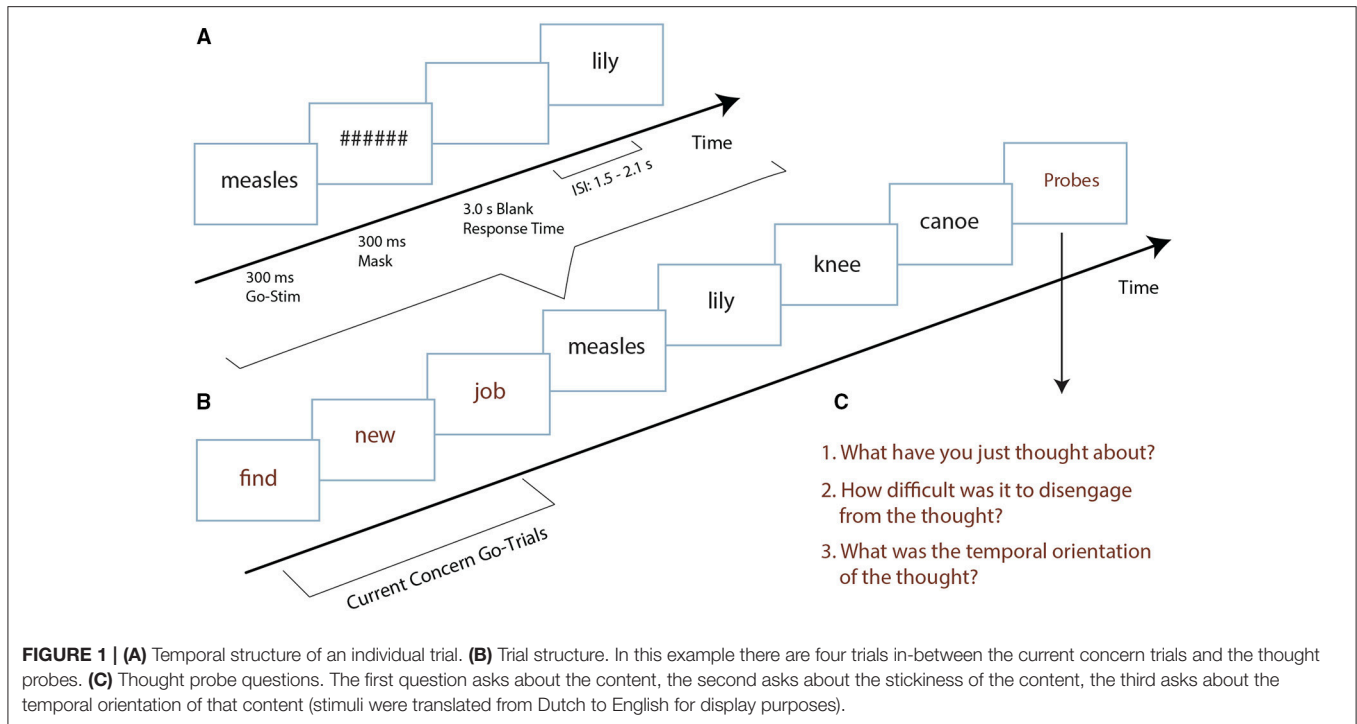 A
lily
######
measles
Time
ISI: 1.5 - 2.1 s
3.0 s Blank
Response Time
300 ms
Mask
300 ms
Go-Stim
Probes
canoe
knee
lily
measles
job
new
find
Time
B
Current Concern Go-Trials
C
1. What have you just thought about?
2. How difficult was it to disengage
from the thought?
3. What was the temporal orientation
of the thought?
FIGURE 1 | (A) Temporal structure of an individual trial. (B) Trial structure. In this example there are four trials in-between the current concern trials and the thought
probes. (C) Thought probe questions. The first question asks about the content, the second asks about the stickiness of the content, the third asks about the
temporal orientation of that content (stimuli were translated from Dutch to English for display purposes).